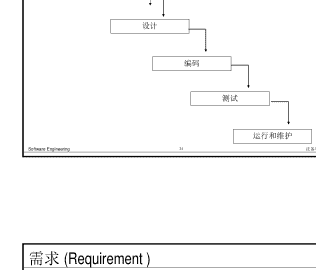 设计
编码
测试
运行和维护
Software Engineering
需求 (Requirement )